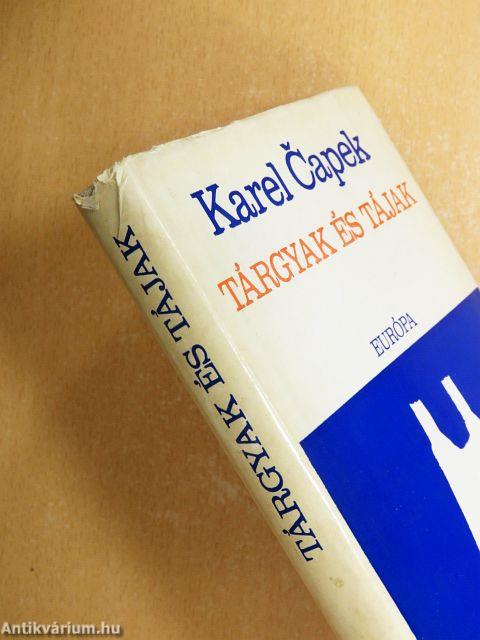 Karel Čapek
TÁRGYAK ÉS TÁJAK
EURÓPA
TÁRGYAK ÉS TÁJAK
Antikvárium.hu